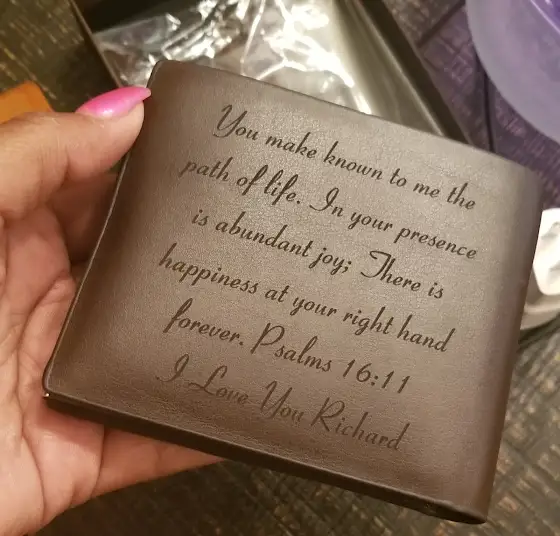 You make known to me the
path of life. In your presence
is abundant joy; There is
happiness at your right hand
forever. Psalms 16:11
I Love You Richard